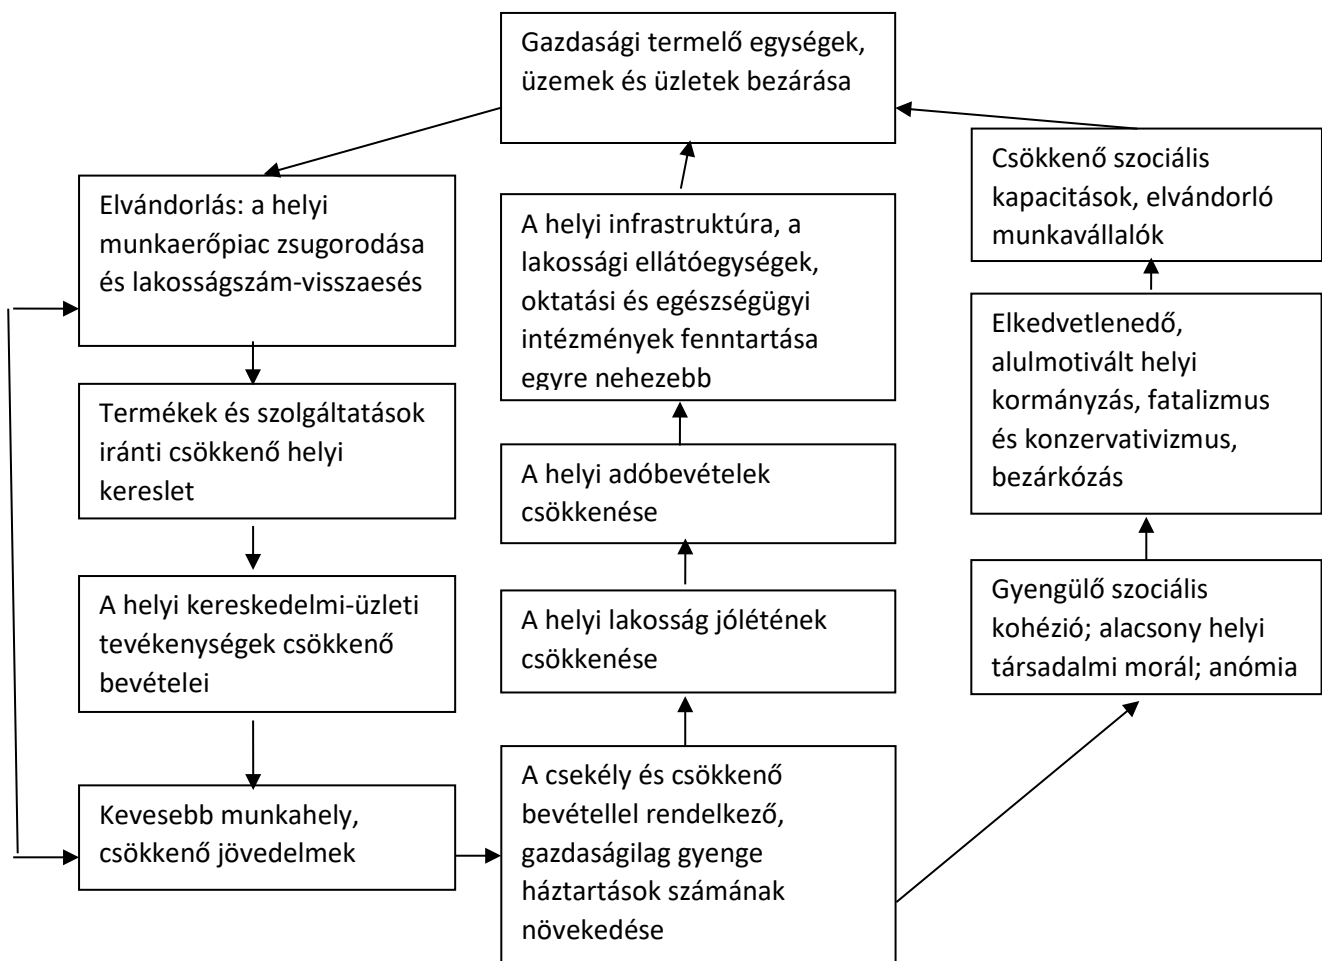 Gazdasági termelő egységek,
üzemek és üzletek bezárása
Elvándorlás: a helyi
munkaerőpiac zsugorodása
és lakosságszám-visszaesés
Termékek és szolgáltatások
iránti csökkenő helyi
kereslet
A helyi kereskedelmi-üzleti
tevékenységek csökkenő
bevételei
Kevesebb munkahely,
csökkenő jövedelmek
A helyi infrastruktúra, a
lakossági ellátóegységek,
oktatási és egészségügyi
intézmények fenntartása
egyre nehezebb
A helyi adóbevételek
csökkenése
A helyi lakosság jólétének
csökkenése
A csekély és csökkenő
bevétellel rendelkező,
gazdaságilag gyenge
háztartások számának
növekedése
Csökkenő szociális
kapacitások, elvándorló
munkavállalók
Elkedvetlenedő,
alulmotivált helyi
kormányzás, fatalizmus
és konzervativizmus,
bezárkózás
Gyengülő szociális
kohézió; alacsony helyi
társadalmi morál; anómia